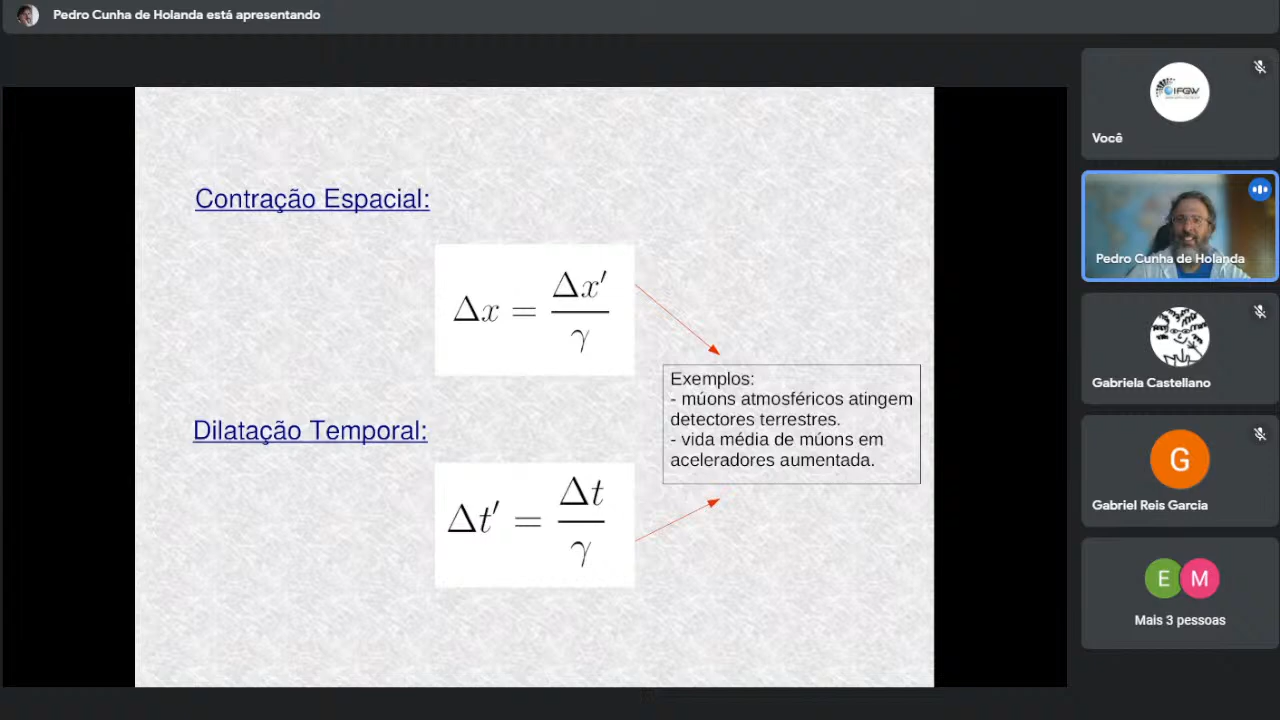 Pedro Cunha de Holanda está apresentando
Contração Espacial:
Δx = Δx′ / γ
Dilatação Temporal:
Δt′ = Δt / γ
Exemplos:
- múons atmosféricos atingem
detectores terrestres.
- vida média de múons em
aceleradores aumentada.
IFGW
Você
Pedro Cunha de Holanda
Gabriela Castellano
G
Gabriel Reis Garcia
E M
Mais 3 pessoas